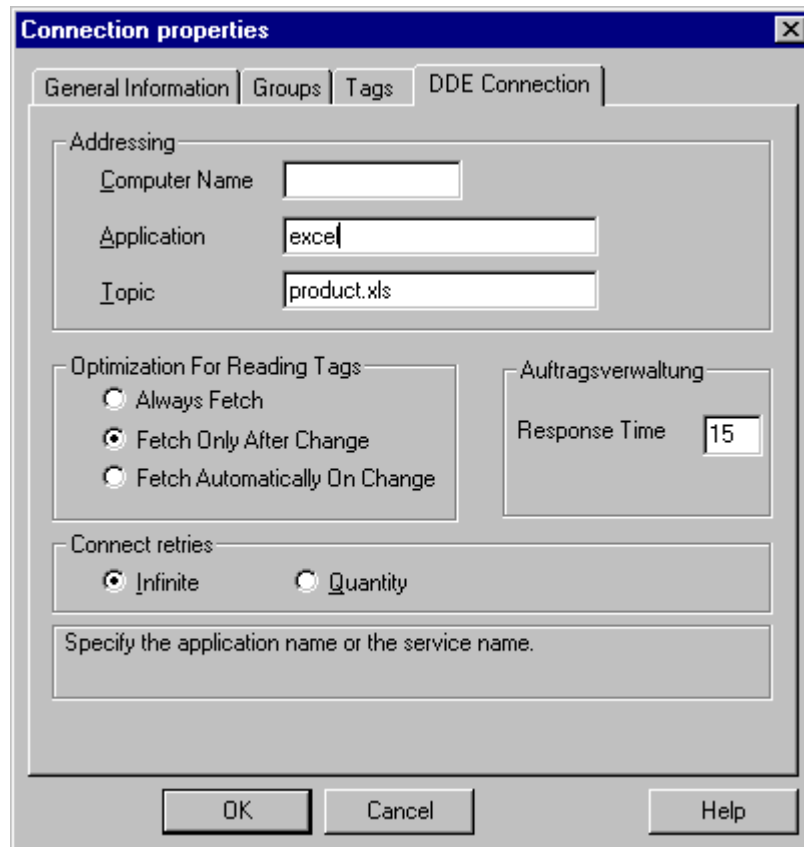 Connection properties
General Information Groups Tags DDE Connection
Addressing
Computer Name
Application excel
Topic product.xls
Optimization For Reading Tags
Always Fetch
Fetch Only After Change
Fetch Automatically On Change
Auftragsverwaltung
Response Time 15
Connect retries
Infinite Quantity
Specify the application name or the service name.
OK Cancel Help